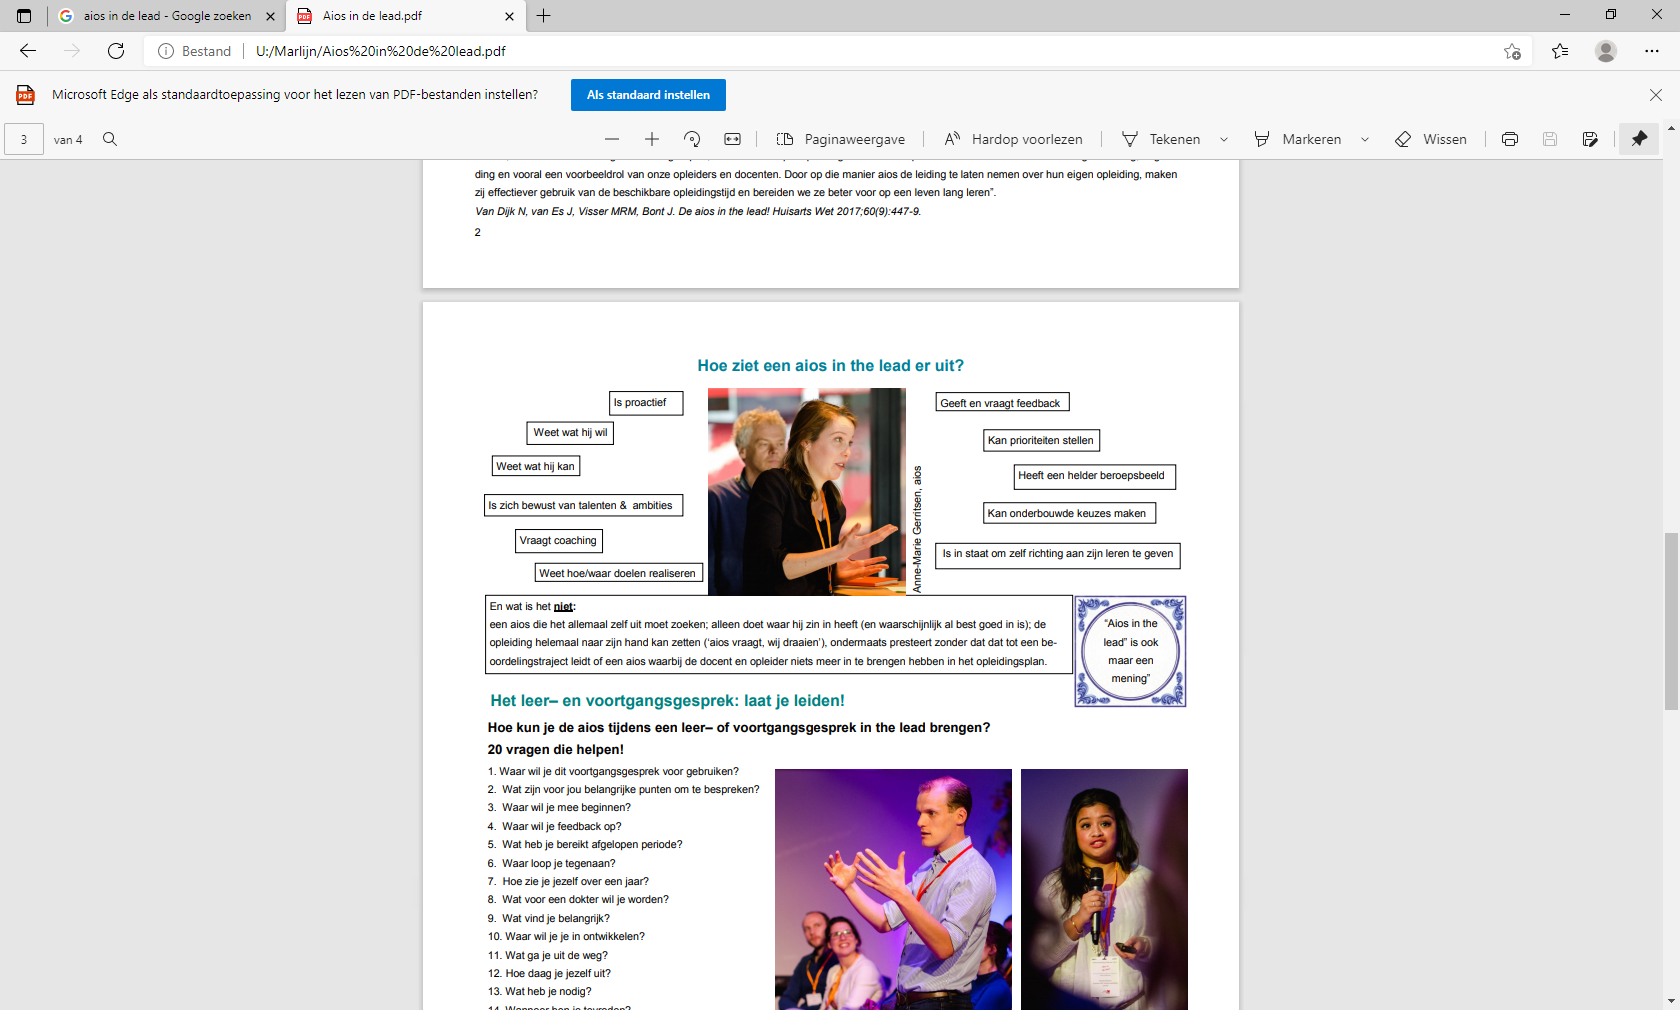 aios in de lead - Google zoeken
Aios in de lead.pdf
Bestand
U:/Marlijn/Aios%20in%20de%20lead.pdf
PDF
Microsoft Edge als standaardtoepassing voor het lezen van PDF-bestanden instellen?
Als standaard instellen
3 van 4
Paginaweergave
Hardop voorlezen
Tekenen
Markeren
Wissen
ding en vooral een voorbeeldrol van onze opleiders en docenten. Door op die manier aios de leiding te laten nemen over hun eigen opleiding, maken
zij effectiever gebruik van de beschikbare opleidingstijd en bereiden we ze beter voor op een leven lang leren”.
Van Dijk N, van Es J, Visser MRM, Bont J. De aios in the lead! Huisarts Wet 2017;60(9):447-9.
2
Hoe ziet een aios in the lead er uit?
Is proactief
Weet wat hij wil
Weet wat hij kan
Is zich bewust van talenten & ambities
Vraagt coaching
Weet hoe/waar doelen realiseren
Anne-Marie Gerritsen, aios
Geeft en vraagt feedback
Kan prioriteiten stellen
Heeft een helder beroepsbeeld
Kan onderbouwde keuzes maken
Is in staat om zelf richting aan zijn leren te geven
En wat is het niet:
een aios die het allemaal zelf uit moet zoeken; alleen doet waar hij zin in heeft (en waarschijnlijk al best goed in is); de
opleiding helemaal naar zijn hand kan zetten (‘aios vraagt, wij draaien’), ondermaats presteert zonder dat dat tot een be-
oordelingstraject leidt of een aios waarbij de docent en opleider niets meer in te brengen hebben in het opleidingsplan.
“Aios in the
lead” is ook
maar een
mening”
Het leer– en voortgangsgesprek: laat je leiden!
Hoe kun je de aios tijdens een leer– of voortgangsgesprek in the lead brengen?
20 vragen die helpen!
1. Waar wil je dit voortgangsgesprek voor gebruiken?
2. Wat zijn voor jou belangrijke punten om te bespreken?
3. Waar wil je mee beginnen?
4. Waar wil je feedback op?
5. Wat heb je bereikt afgelopen periode?
6. Waar loop je tegenaan?
7. Hoe zie je jezelf over een jaar?
8. Wat voor een dokter wil je worden?
9. Wat vind je belangrijk?
10. Waar wil je je in ontwikkelen?
11. Wat ga je uit de weg?
12. Hoe daag je jezelf uit?
13. Wat heb je nodig?
14. Wanneer ben je tevreden?